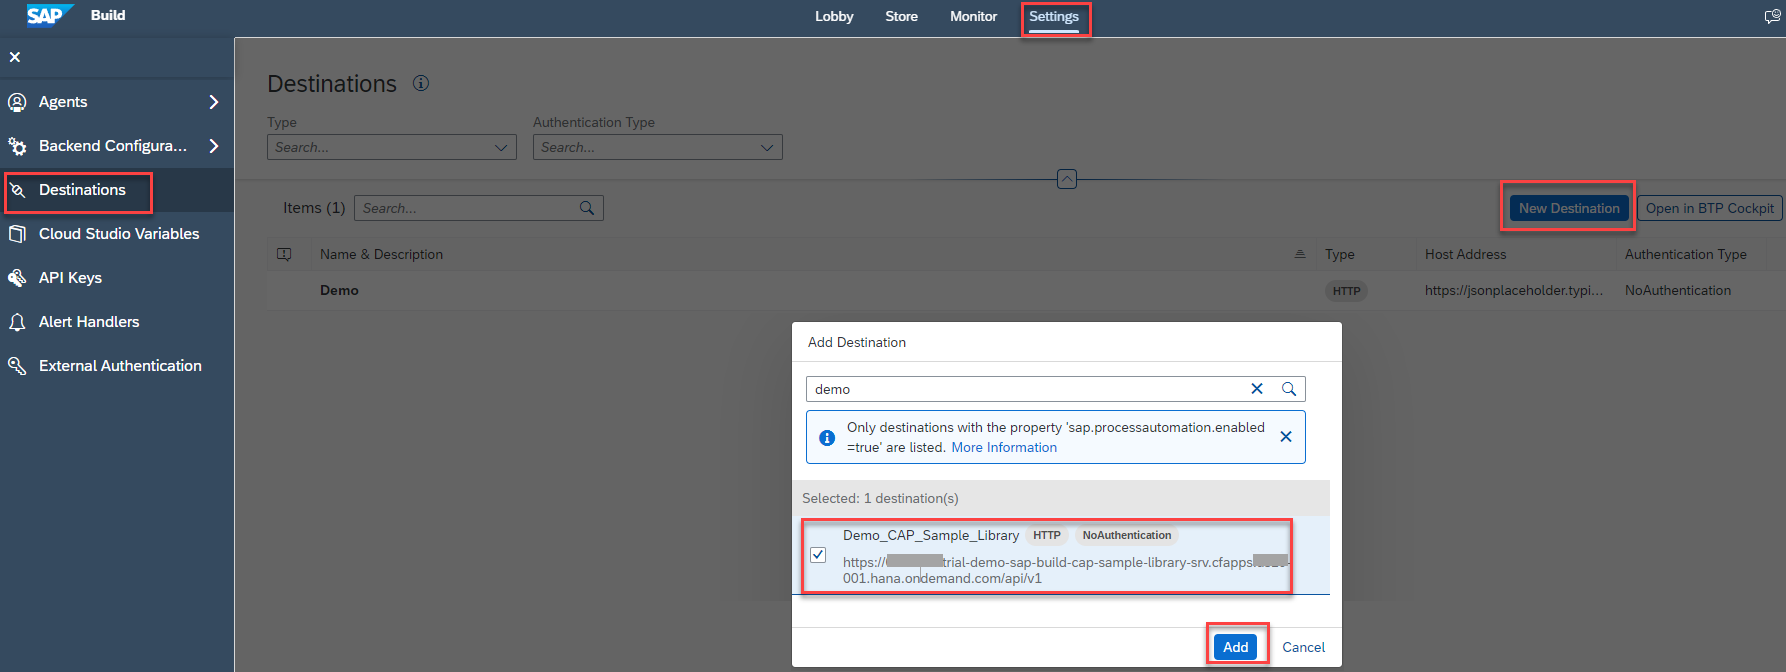 SAP Build
Lobby Store Monitor Settings
Agents
Backend Configura...
Destinations
Cloud Studio Variables
API Keys
Alert Handlers
External Authentication
Destinations
Type Authentication Type
Search... Search...
Items (1) Search... New Destination Open in BTP Cockpit
Name & Description Type Host Address Authentication Type
Demo HTTP https://jsonplaceholder.typi... NoAuthentication
Add Destination
demo
Only destinations with the property 'sap.processautomation.enabled
=true' are listed. More Information
Selected: 1 destination(s)
Demo_CAP_Sample_Library HTTP NoAuthentication
https:// trial-demo-sap-build-cap-sample-library-srv.cfapps.
001.hana.ondemand.com/api/v1
Add Cancel